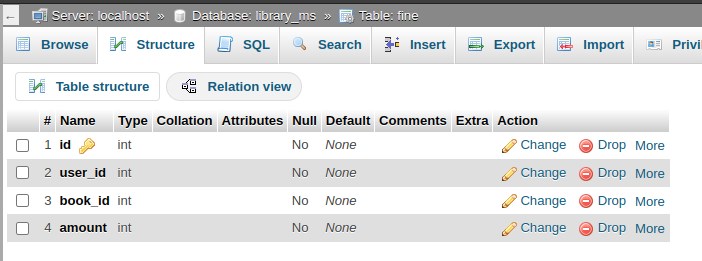 ← Server: localhost » Database: library_ms » Table: fine
Browse Structure SQL Search Insert Export Import Privi
Table structure Relation view
# Name Type Collation Attributes Null Default Comments Extra Action
1 id int No None Change Drop More
2 user_id int No None Change Drop More
3 book_id int No None Change Drop More
4 amount int No None Change Drop More